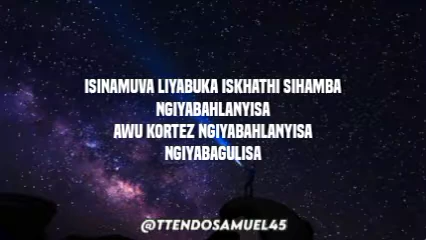 ISINAMUVA LIYABUKA ISKHATHI SIHAMBA
NGIYABAHLANYISA
AWU KORTEZ NGIYABAHLANYISA
NGIYABAGULISA
@TTENDOSAMUEL45